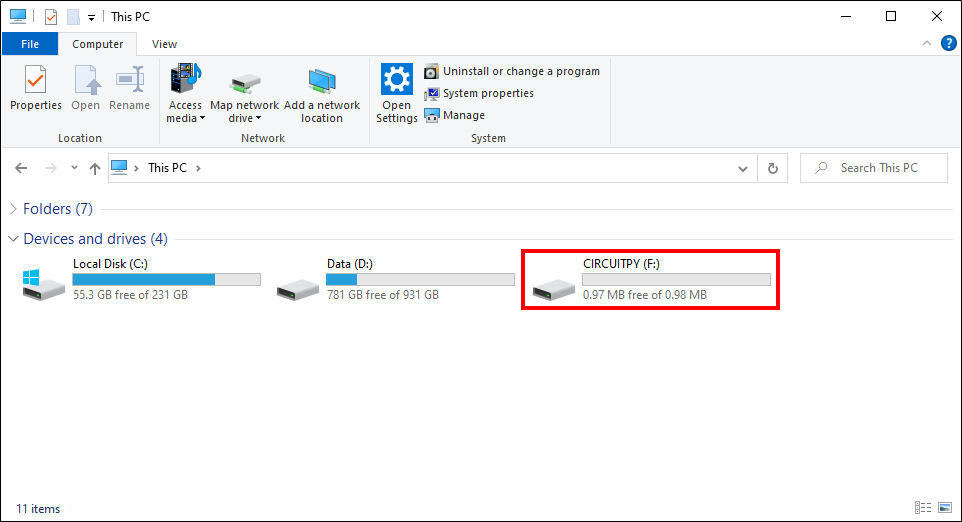 This PC
File Computer View
?
Properties Open Rename Access media Map network drive Add a network location Open Settings Uninstall or change a program
System properties
Manage
Location Network System
This PC Search This PC
Folders (7)
Devices and drives (4)
Local Disk (C:)
55.3 GB free of 231 GB
Data (D:)
781 GB free of 931 GB
CIRCUITPY (F:)
0.97 MB free of 0.98 MB
11 items